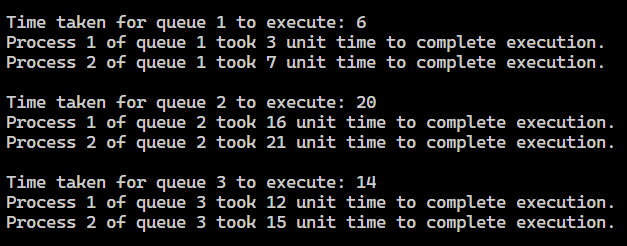 Time taken for queue 1 to execute: 6
Process 1 of queue 1 took 3 unit time to complete execution.
Process 2 of queue 1 took 7 unit time to complete execution.
Time taken for queue 2 to execute: 20
Process 1 of queue 2 took 16 unit time to complete execution.
Process 2 of queue 2 took 21 unit time to complete execution.
Time taken for queue 3 to execute: 14
Process 1 of queue 3 took 12 unit time to complete execution.
Process 2 of queue 3 took 15 unit time to complete execution.